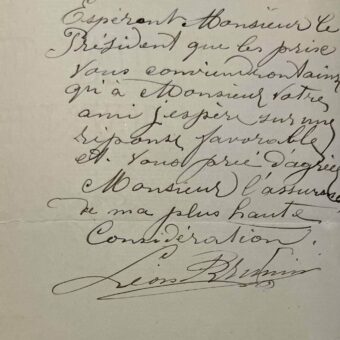 Espérant Monsieur le
Président que les prix
vous conviendront ainsi
qu'à Monsieur votre
ami j'espère sur une
réponse favorable
et vous prie d'agréer
Monsieur l'assurance
de ma plus haute
Considération.
Léon